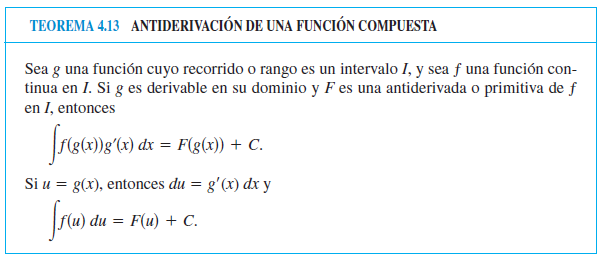 TEOREMA 4.13 ANTIDERIVACIÓN DE UNA FUNCIÓN COMPUESTA
Sea g una función cuyo recorrido o rango es un intervalo I, y sea f una función con-
tinua en I. Si g es derivable en su dominio y F es una antiderivada o primitiva de f
en I, entonces
∫f(g(x))g′(x) dx = F(g(x)) + C.
Si u = g(x), entonces du = g′(x) dx y
∫f(u) du = F(u) + C.